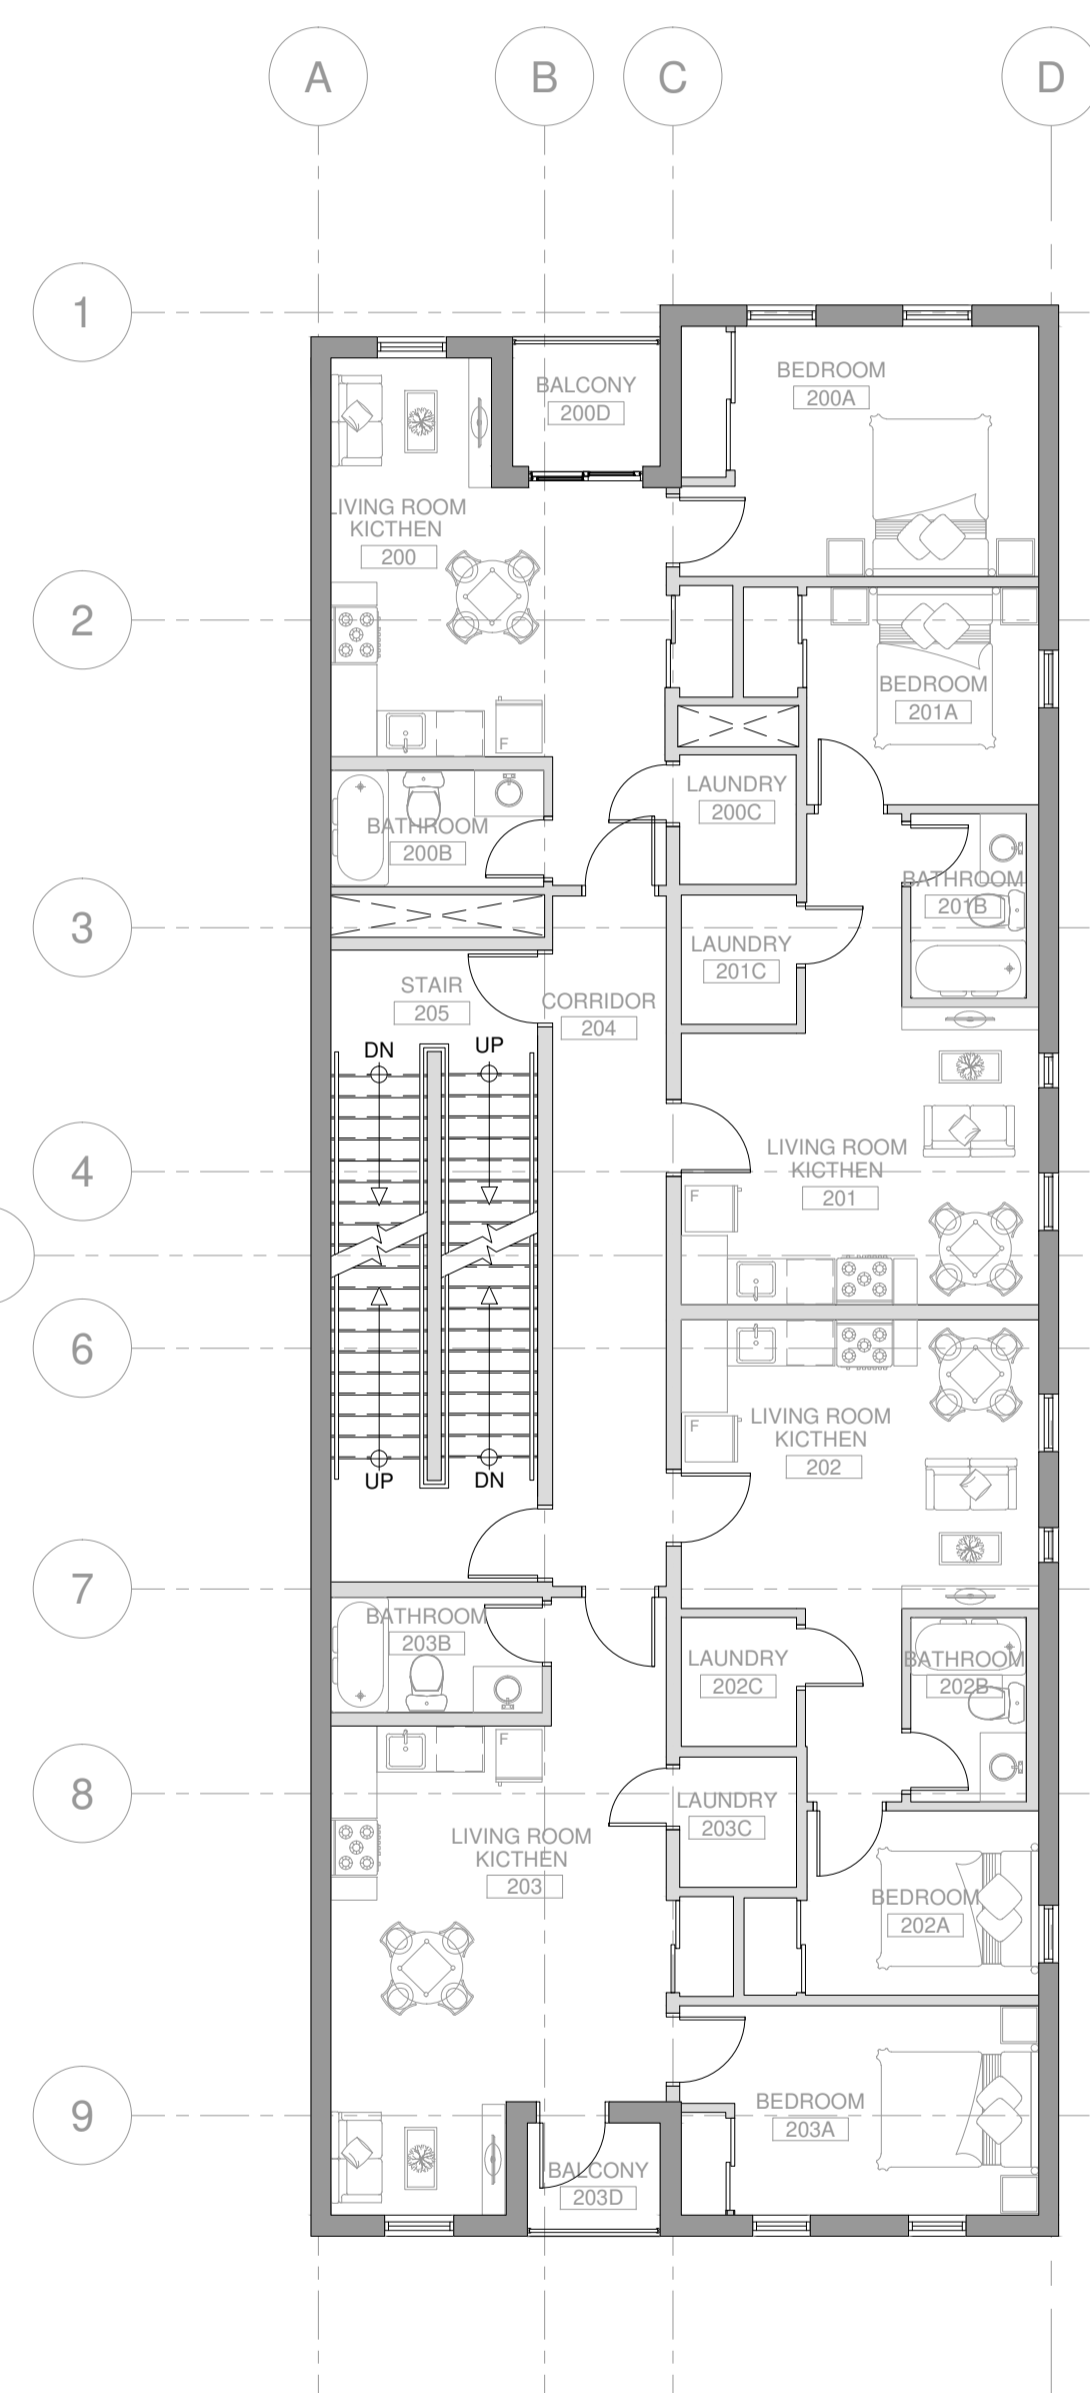 A
B
C
D
1
BEDROOM
200A
BALCONY
200D
LIVING ROOM
KICTHEN
200
2
BEDROOM
201A
F
LAUNDRY
200C
BATHROOM
200B
BATHROOM
201B
3
LAUNDRY
201C
STAIR
205
CORRIDOR
204
DN
UP
4
LIVING ROOM
KICTHEN
201
F
6
LIVING ROOM
KICTHEN
202
F
UP
DN
7
BATHROOM
203B
LAUNDRY
202C
BATHROOM
202B
F
8
LAUNDRY
203C
LIVING ROOM
KICTHEN
203
BEDROOM
202A
9
BEDROOM
203A
BALCONY
203D